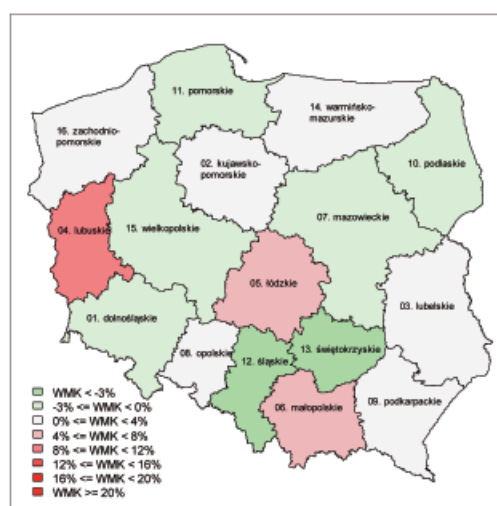 11. pomorskie
14. warmińsko-
mazurskie
16. zachodnio-
pomorskie
02. kujawsko-
pomorskie
10. podlaskie
07. mazowieckie
04. lubuskie
15. wielkopolskie
05. łódzkie
03. lubelskie
01. dolnośląskie
08. opolskie
12. śląskie
13. świętokrzyskie
06. małopolskie
09. podkarpackie
WMK < -3%
-3% <= WMK < 0%
0% <= WMK < 4%
4% <= WMK < 8%
8% <= WMK < 12%
12% <= WMK < 16%
16% <= WMK < 20%
WMK >= 20%